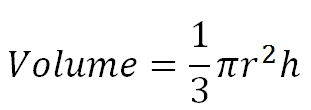 Volume = 1/3 πr²h